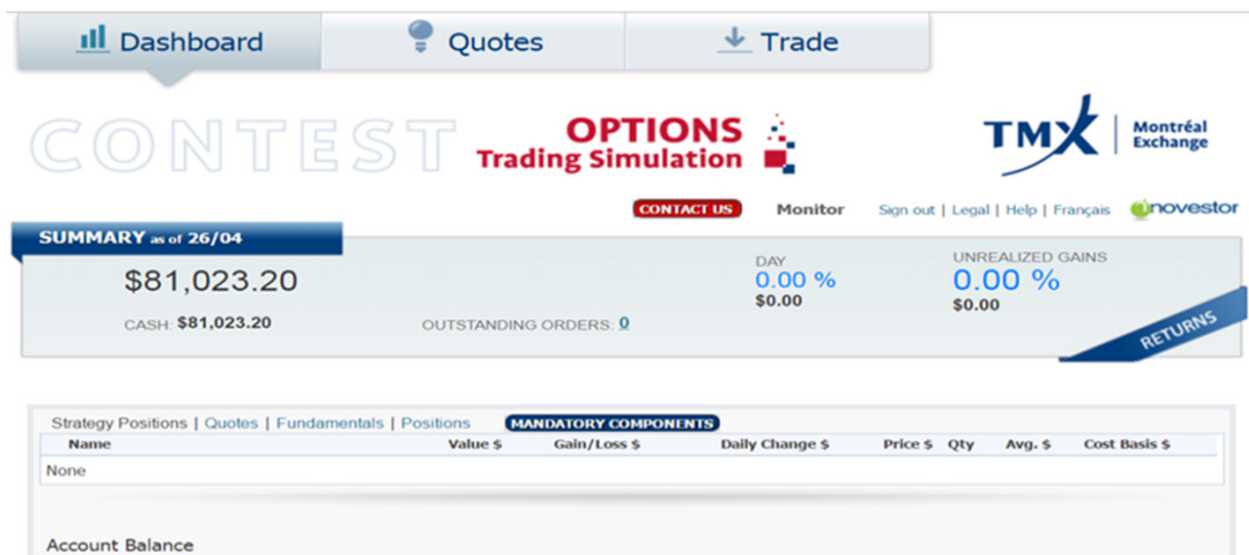 Dashboard Quotes Trade
CONTEST
OPTIONS
Trading Simulation
TMX Montréal Exchange
CONTACT US Monitor Sign out | Legal | Help | Français inovestor
SUMMARY as of 26/04
$81,023.20
CASH: $81,023.20
OUTSTANDING ORDERS: 0
DAY
0.00 %
$0.00
UNREALIZED GAINS
0.00 %
$0.00
RETURNS
Strategy Positions | Quotes | Fundamentals | Positions MANDATORY COMPONENTS
Name Value $ Gain/Loss $ Daily Change $ Price $ Qty Avg. $ Cost Basis $
None
Account Balance